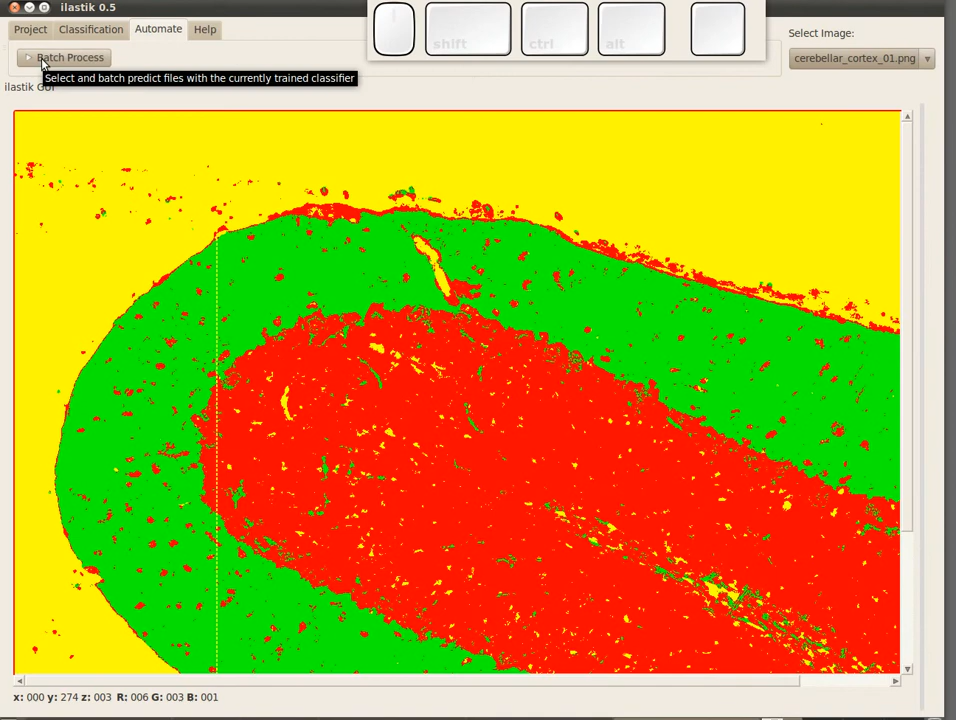 ilastik 0.5
shift
ctrl
alt
Project
Classification
Automate
Help
Select Image:
Batch Process
cerebellar_cortex_01.png
Select and batch predict files with the currently trained classifier
ilastik GUI
x: 000 y: 274 z: 003 R: 006 G: 003 B: 001